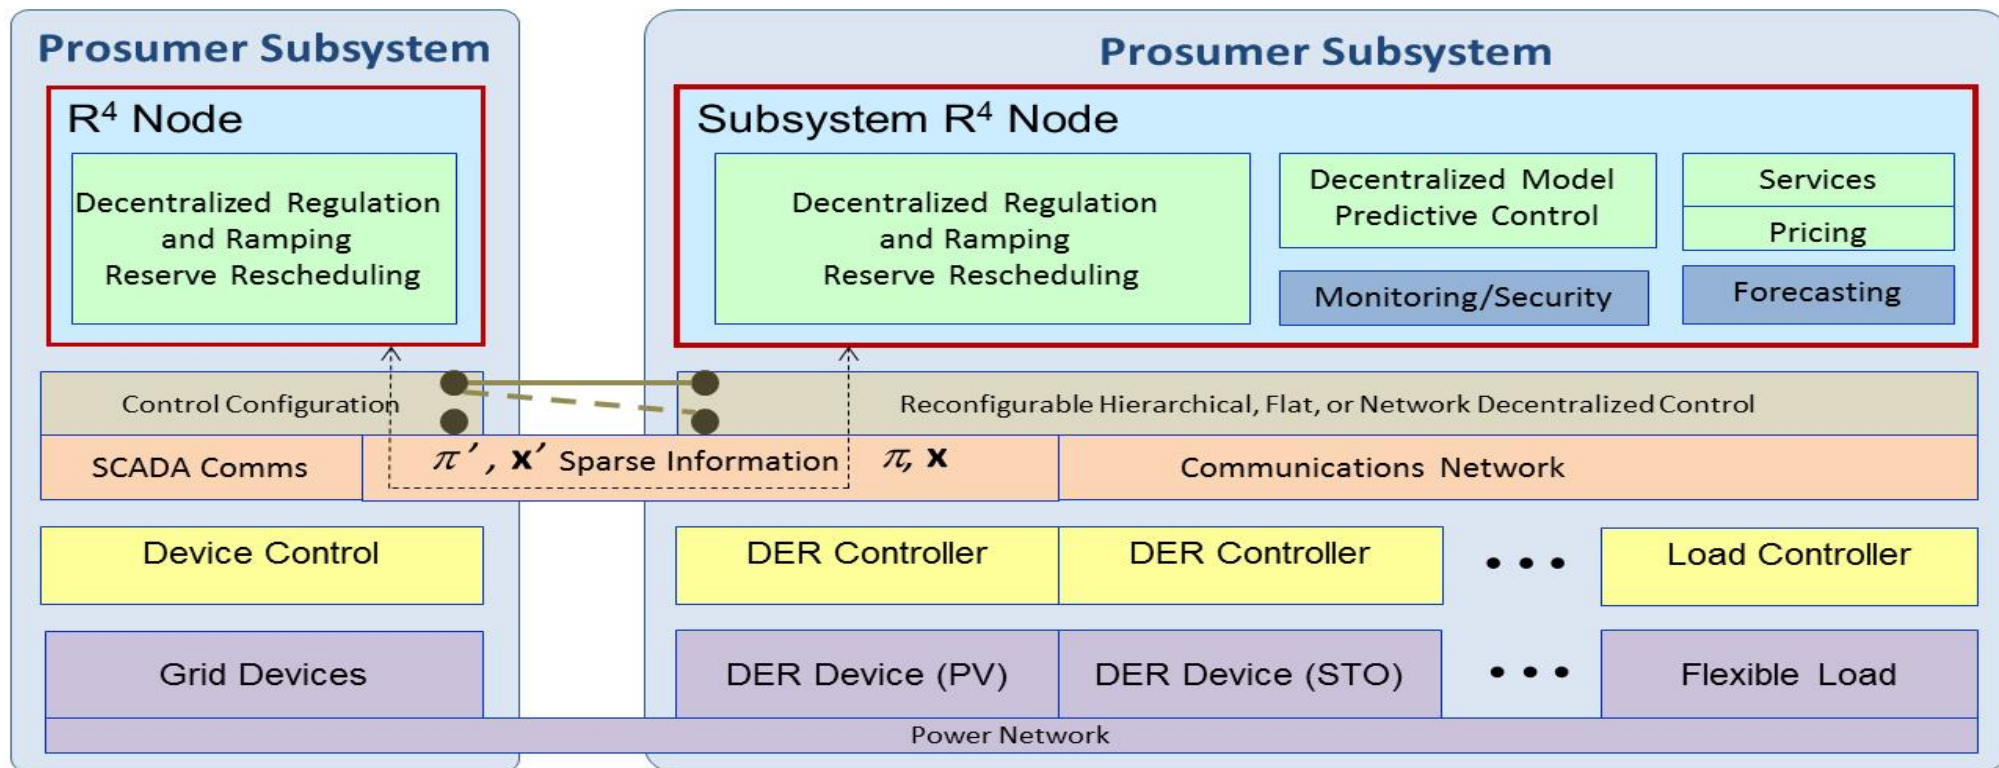 Prosumer Subsystem
R⁴ Node
Decentralized Regulation
and Ramping
Reserve Rescheduling
Prosumer Subsystem
Subsystem R⁴ Node
Decentralized Regulation
and Ramping
Reserve Rescheduling
Decentralized Model
Predictive Control
Services
Pricing
Monitoring/Security
Forecasting
Control Configuration
Reconfigurable Hierarchical, Flat, or Network Decentralized Control
SCADA Comms
π′, x′ Sparse Information π, x
Communications Network
Device Control
DER Controller
DER Controller
• • •
Load Controller
Grid Devices
DER Device (PV)
DER Device (STO)
• • •
Flexible Load
Power Network